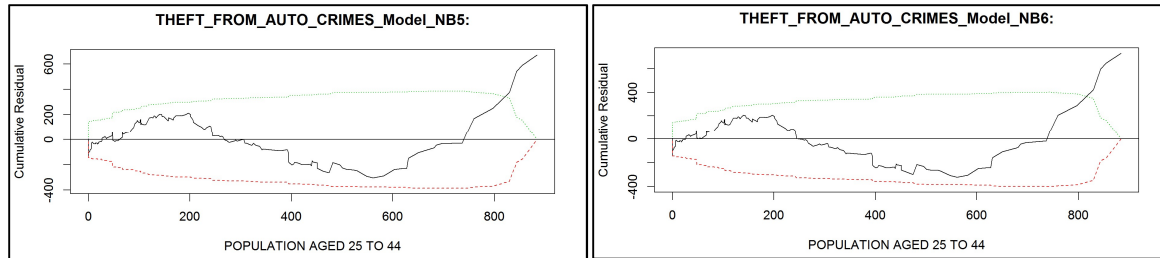 THEFT_FROM_AUTO_CRIMES_Model_NB5:
Cumulative Residual
600
200
0
-400
0
200
400
600
800
POPULATION AGED 25 TO 44
THEFT_FROM_AUTO_CRIMES_Model_NB6:
Cumulative Residual
400
0
-400
0
200
400
600
800
POPULATION AGED 25 TO 44